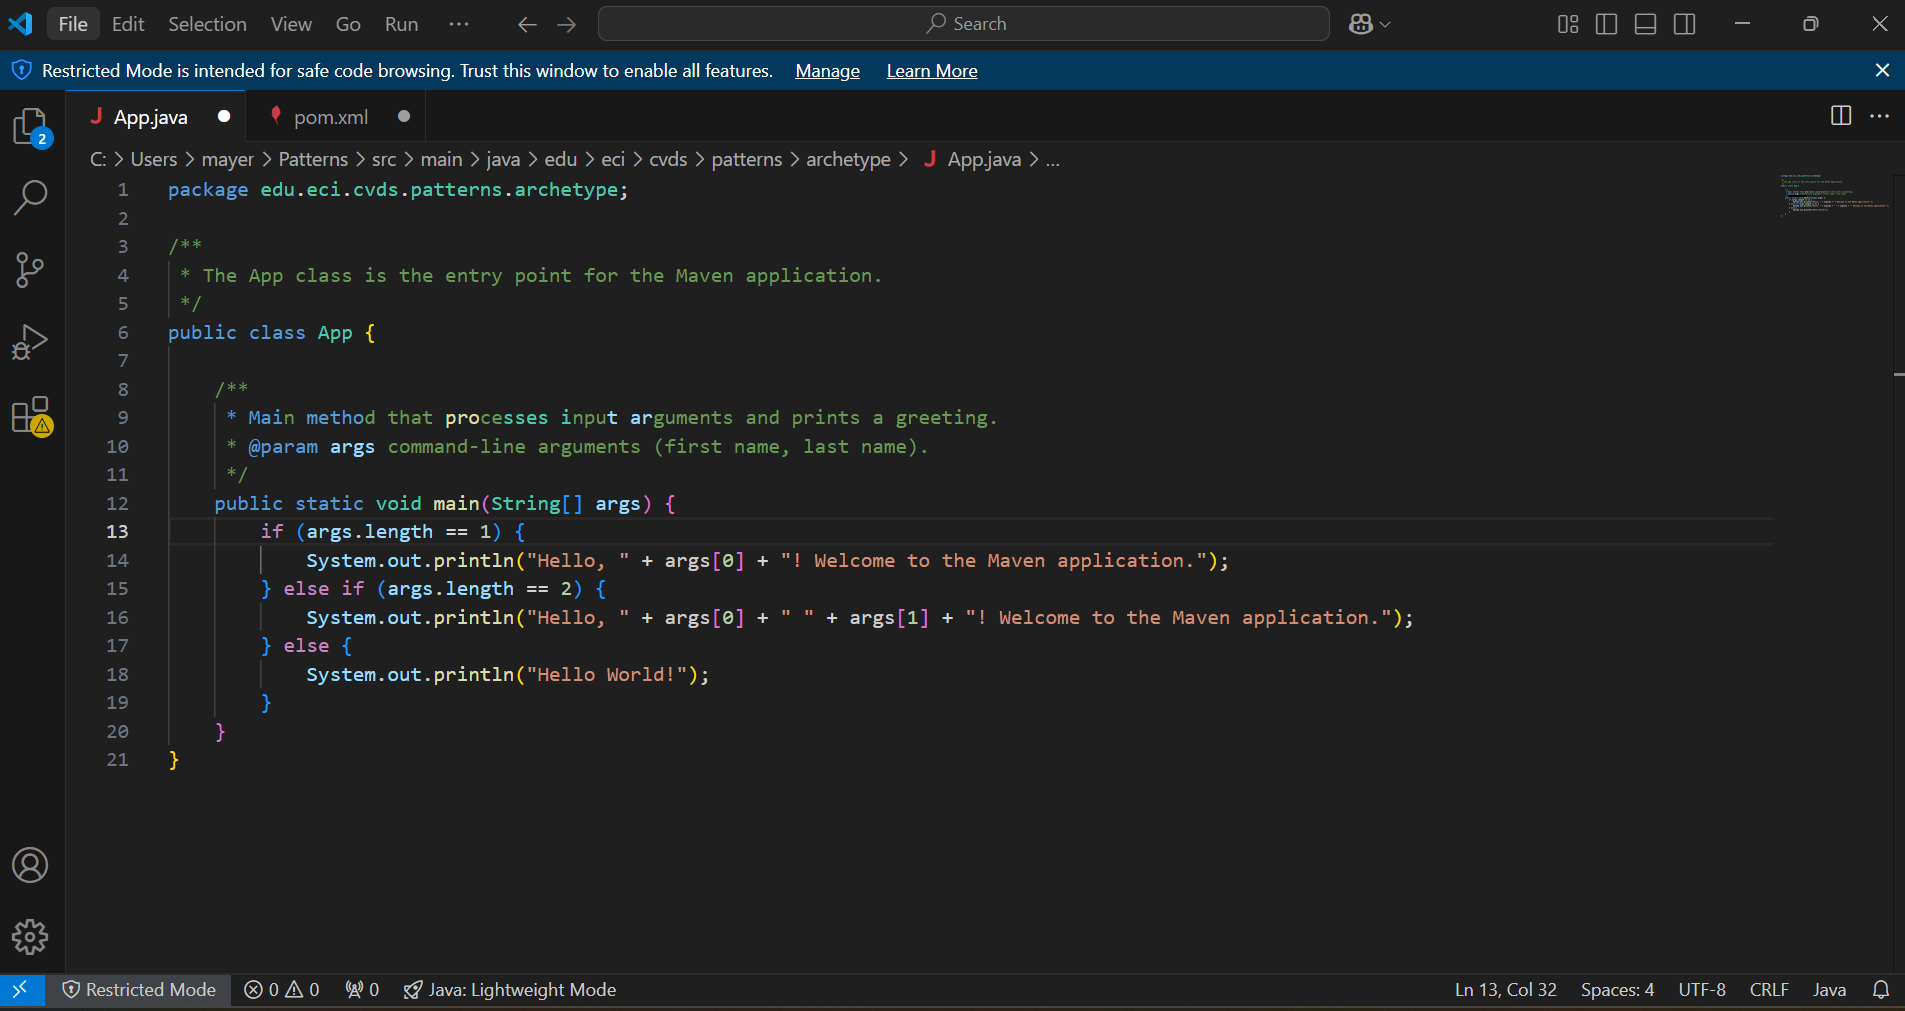 File Edit Selection View Go Run ··· Search
Restricted Mode is intended for safe code browsing. Trust this window to enable all features. Manage Learn More
J App.java pom.xml
2
C: > Users > mayer > Patterns > src > main > java > edu > eci > cvds > patterns > archetype > J App.java > ...
1 package edu.eci.cvds.patterns.archetype;
2
3 /**
4 * The App class is the entry point for the Maven application.
5 */
6 public class App {
7
8 /**
9 * Main method that processes input arguments and prints a greeting.
10 * @param args command-line arguments (first name, last name).
11 */
12 public static void main(String[] args) {
13 if (args.length == 1) {
14 System.out.println("Hello, " + args[0] + "! Welcome to the Maven application.");
15 } else if (args.length == 2) {
16 System.out.println("Hello, " + args[0] + " " + args[1] + "! Welcome to the Maven application.");
17 } else {
18 System.out.println("Hello World!");
19 }
20 }
21 }
Restricted Mode 0 0 0 Java: Lightweight Mode Ln 13, Col 32 Spaces: 4 UTF-8 CRLF Java